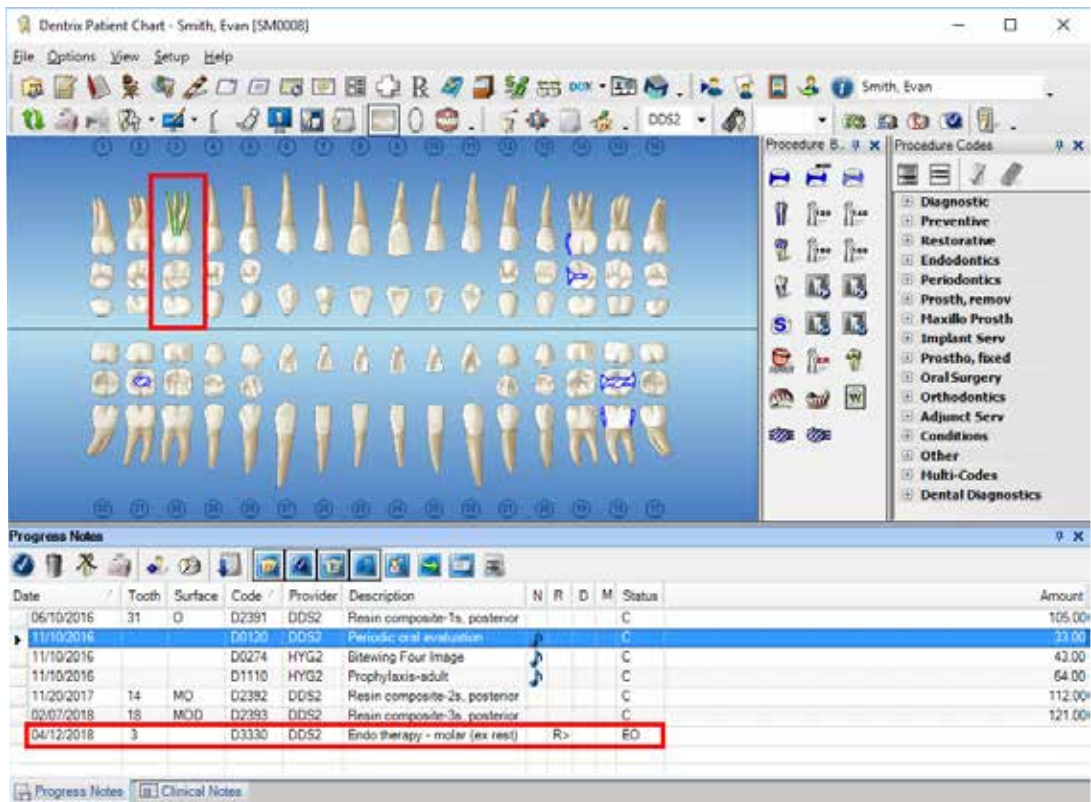 Dentrix Patient Chart - Smith, Evan [SM0008]
File Options View Setup Help
Smith, Evan
DDS2
Procedure B...
Procedure Codes
Diagnostic
Preventive
Restorative
Endodontics
Periodontics
Prosth, remov
Maxillo Prosth
Implant Serv
Prostho, fixed
Oral Surgery
Orthodontics
Adjunct Serv
Conditions
Other
Multi-Codes
Dental Diagnostics
Progress Notes
Date Tooth Surface Code Provider Description N R D M Status Amount
06/10/2016 31 O D2391 DDS2 Resin composite-1s, posterior C 105.00
11/10/2016 D0120 DDS2 Periodic oral evaluation C 33.00
11/10/2016 D0274 HYG2 Bitewing Four Image C 43.00
11/10/2016 D1110 HYG2 Prophylaxis-adult C 64.00
11/20/2017 14 MO D2392 DDS2 Resin composite-2s, posterior C 112.00
02/07/2018 18 MOD D2393 DDS2 Resin composite-3s, posterior C 121.00
04/12/2018 3 D3330 DDS2 Endo therapy - molar (ex rest) R> EO
Progress Notes Clinical Notes